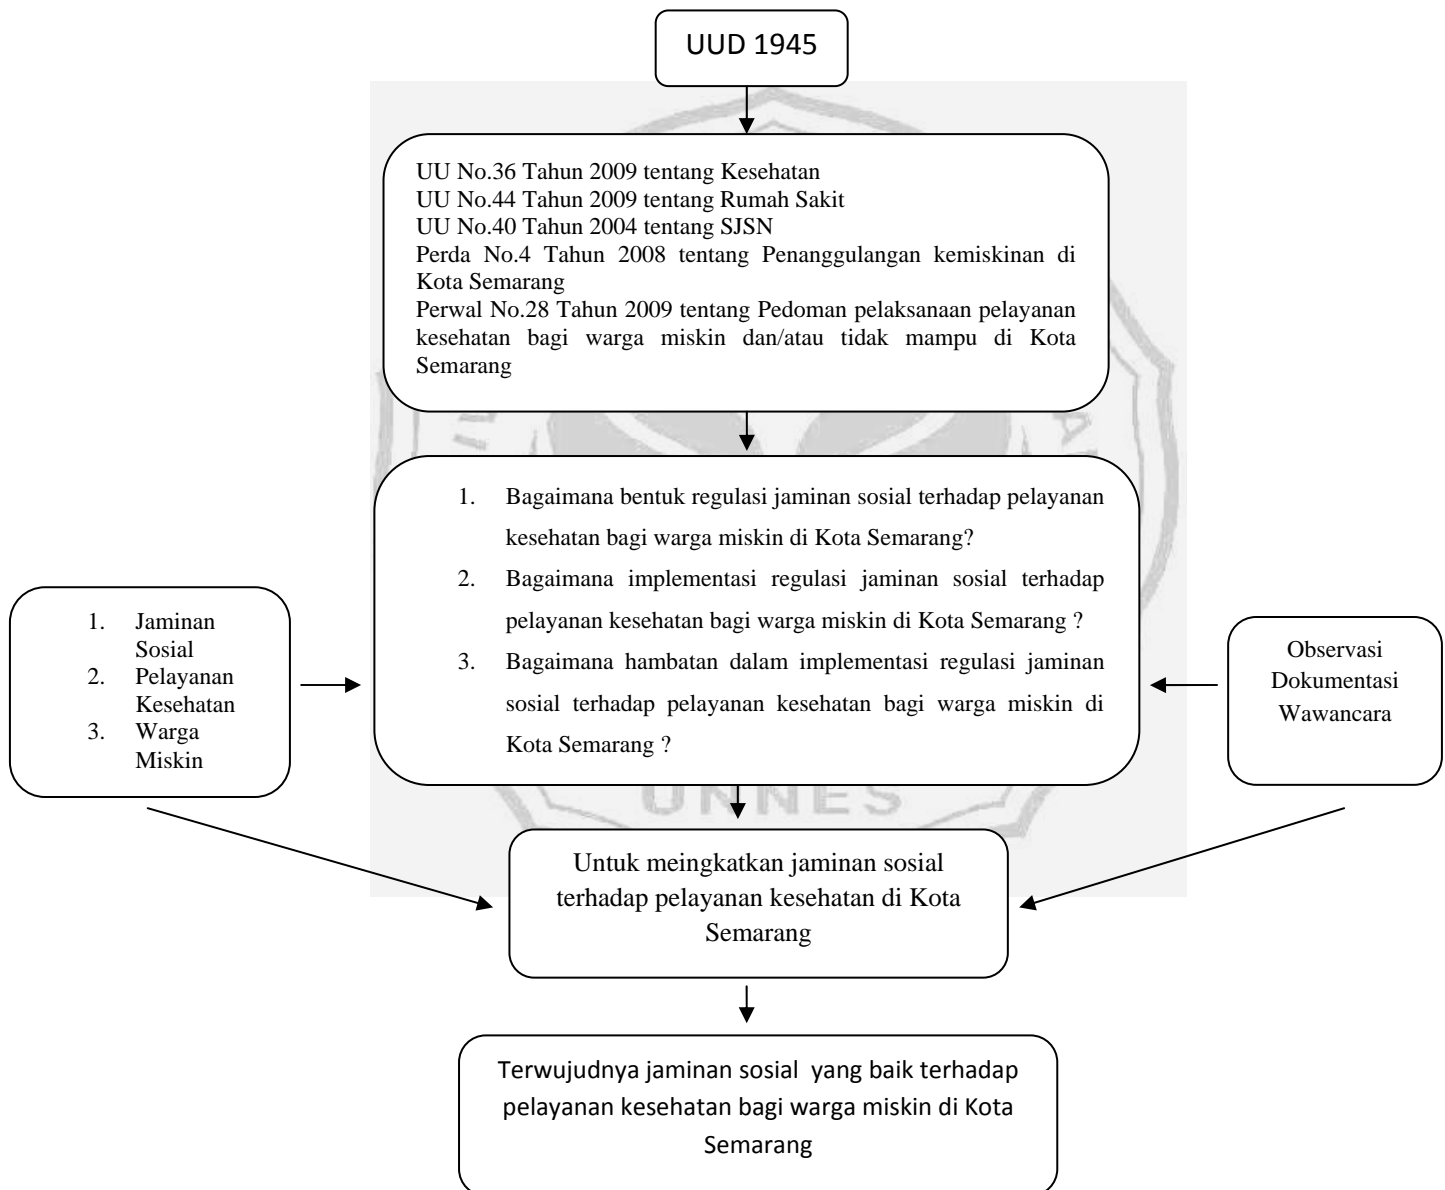 UUD 1945
UU No.36 Tahun 2009 tentang Kesehatan
UU No.44 Tahun 2009 tentang Rumah Sakit
UU No.40 Tahun 2004 tentang SJSN
Perda No.4 Tahun 2008 tentang Penanggulangan kemiskinan di
Kota Semarang
Perwal No.28 Tahun 2009 tentang Pedoman pelaksanaan pelayanan
kesehatan bagi warga miskin dan/atau tidak mampu di Kota
Semarang
1. Bagaimana bentuk regulasi jaminan sosial terhadap pelayanan
kesehatan bagi warga miskin di Kota Semarang?
2. Bagaimana implementasi regulasi jaminan sosial terhadap
pelayanan kesehatan bagi warga miskin di Kota Semarang ?
3. Bagaimana hambatan dalam implementasi regulasi jaminan
sosial terhadap pelayanan kesehatan bagi warga miskin di
Kota Semarang ?
1. Jaminan
Sosial
2. Pelayanan
Kesehatan
3. Warga
Miskin
Observasi
Dokumentasi
Wawancara
UNNES
Untuk meingkatkan jaminan sosial
terhadap pelayanan kesehatan di Kota
Semarang
Terwujudnya jaminan sosial yang baik terhadap
pelayanan kesehatan bagi warga miskin di Kota
Semarang